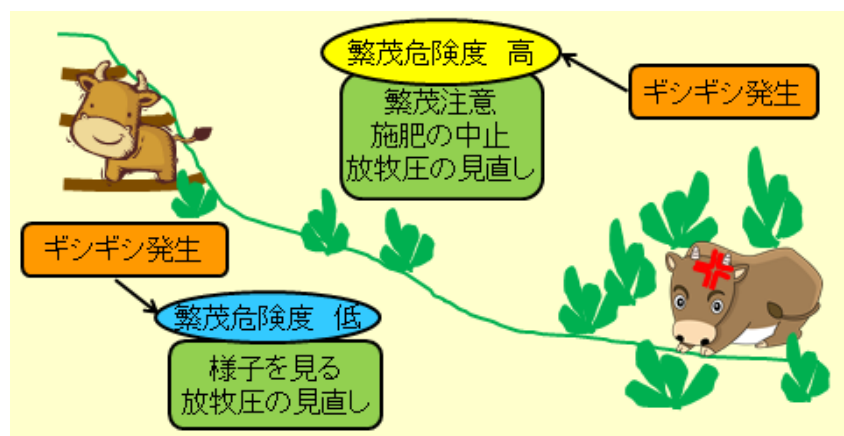 繁茂危険度 高
ギシギシ発生
繁茂注意
施肥の中止
放牧圧の見直し
ギシギシ発生
繁茂危険度 低
様子を見る
放牧圧の見直し